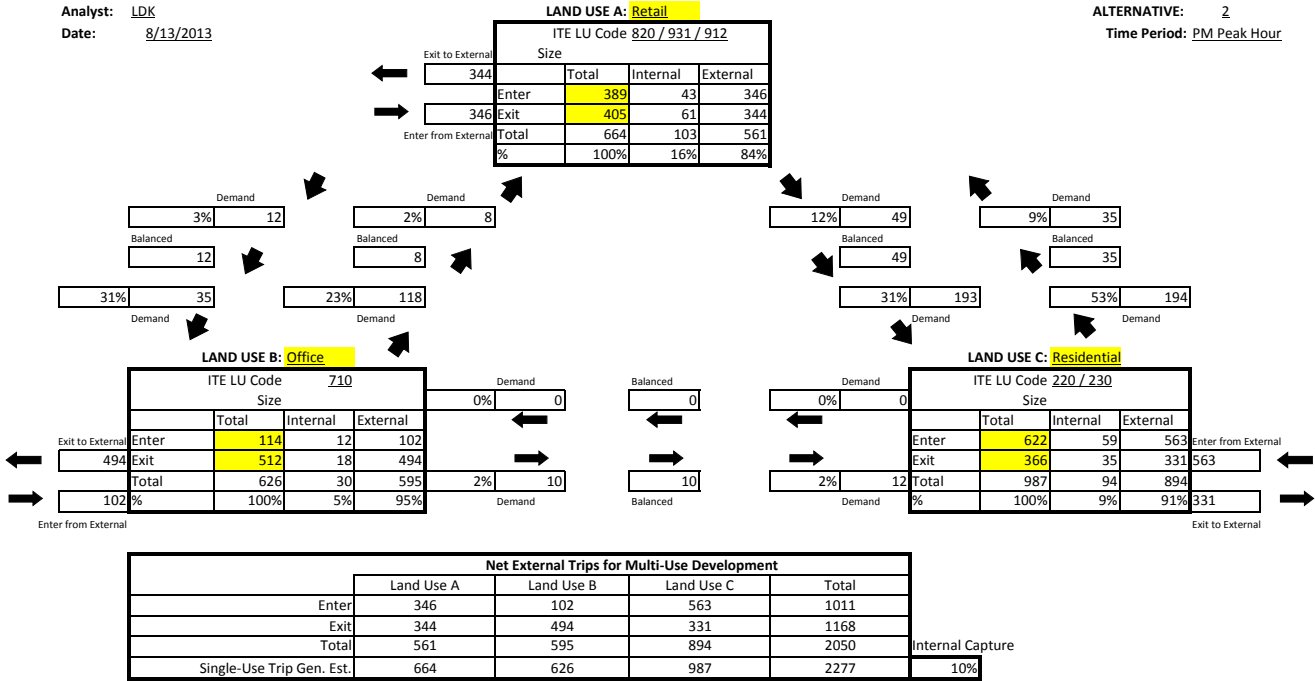 Analyst: LDK LAND USE A: Retail ALTERNATIVE: 2
Date: 8/13/2013 ITE LU Code 820 / 931 / 912 Time Period: PM Peak Hour
Exit to External Size
344 Total Internal External
Enter 389 43 346
346 Exit 405 61 344
Enter from External Total 664 103 561
% 100% 16% 84%
Demand Demand Demand Demand
3% 12 2% 8 12% 49 9% 35
Balanced Balanced Balanced Balanced
12 8 49 35
31% 35 23% 118 31% 193 53% 194
Demand Demand Demand Demand
LAND USE B: Office LAND USE C: Residential
ITE LU Code 710 Demand Balanced Demand ITE LU Code 220 / 230
Size 0% 0 0 0% 0 Size
Total Internal External Total Internal External
Exit to External Enter 114 12 102 Enter 622 59 563 Enter from External
494 Exit 512 18 494 Exit 366 35 331 563
Total 626 30 595 2% 10 10 2% 12 Total 987 94 894
102 % 100% 5% 95% Demand Balanced Demand % 100% 9% 91% 331
Enter from External Exit to External
Net External Trips for Multi-Use Development
Land Use A Land Use B Land Use C Total
Enter 346 102 563 1011
Exit 344 494 331 1168
Total 561 595 894 2050 Internal Capture
Single-Use Trip Gen. Est. 664 626 987 2277 10%